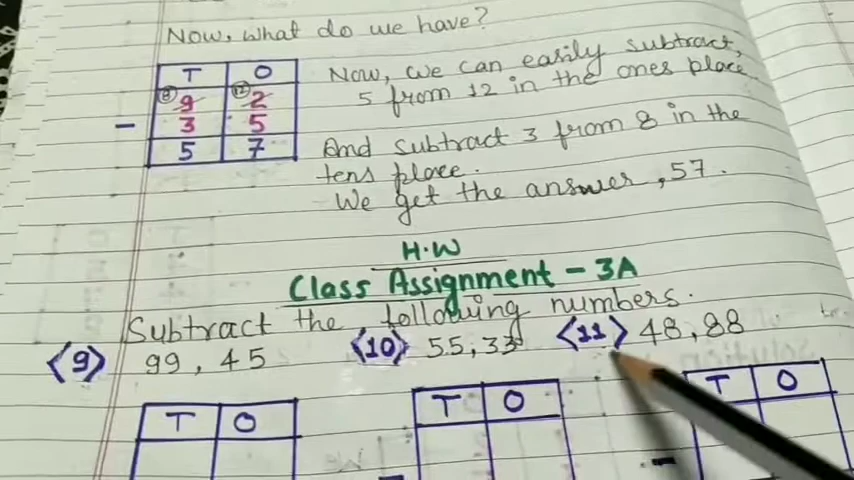 Now, what do we have?
T O
8 9 12 2
- 3 5
5 7
Now, we can easily subtract,
5 from 12 in the ones place.
And subtract 3 from 8 in the
tens place.
We get the answer, 57.
H.W
Class Assignment - 3A
Subtract the following numbers.
<9> 99, 45 <10> 55, 33 <11> 48, 88
T O T O T O
- -